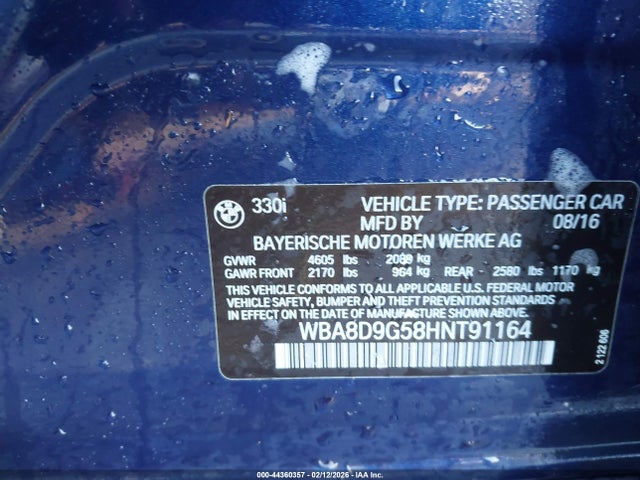 330i VEHICLE TYPE: PASSENGER CAR
MFD BY 08/16
BAYERISCHE MOTOREN WERKE AG
GVWR 4605 lbs 2089 kg
GAWR FRONT 2170 lbs 964 kg REAR - 2580 lbs 1170 kg
THIS VEHICLE CONFORMS TO ALL APPLICABLE U.S. FEDERAL MOTOR
VEHICLE SAFETY, BUMPER AND THEFT PREVENTION STANDARDS
IN EFFECT ON THE DATE OF MANUFACTURE SHOWN ABOVE.
WBA8D9G58HNT91164
2 122 606
000-44360357 - 02/12/2026 - IAA Inc.